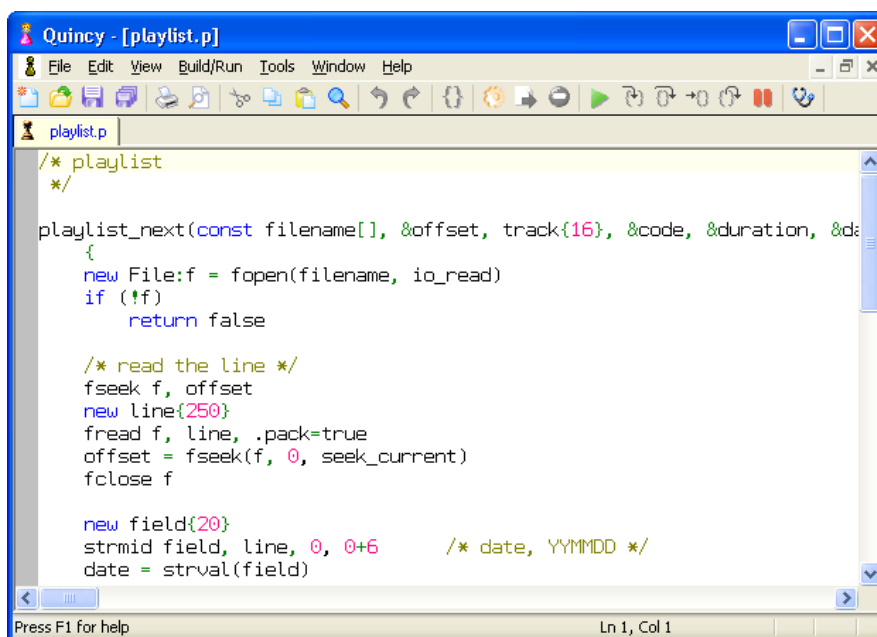 Quincy - [playlist.p]
File Edit View Build/Run Tools Window Help
playlist.p
/* playlist
*/
playlist_next(const filename[], &offset, track{16}, &code, &duration, &da
{
new File:f = fopen(filename, io_read)
if (!f)
return false
/* read the line */
fseek f, offset
new line{250}
fread f, line, .pack=true
offset = fseek(f, 0, seek_current)
fclose f
new field{20}
strmid field, line, 0, 0+6 /* date, YYMMDD */
date = strval(field)
Press F1 for help Ln 1, Col 1